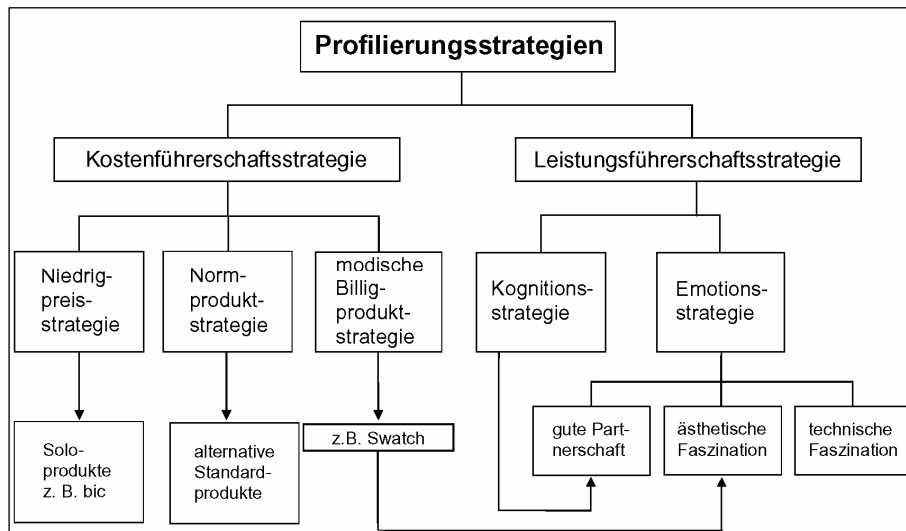 Profilierungsstrategien
Kostenführerschaftsstrategie
Leistungsführerschaftsstrategie
Niedrig-
preis-
strategie
Norm-
produkt-
strategie
modische
Billig-
produkt-
strategie
Kognitions-
strategie
Emotions-
strategie
Solo-
produkte
z. B. bic
alternative
Standard-
produkte
z.B. Swatch
gute Part-
nerschaft
ästhetische
Faszination
technische
Faszination